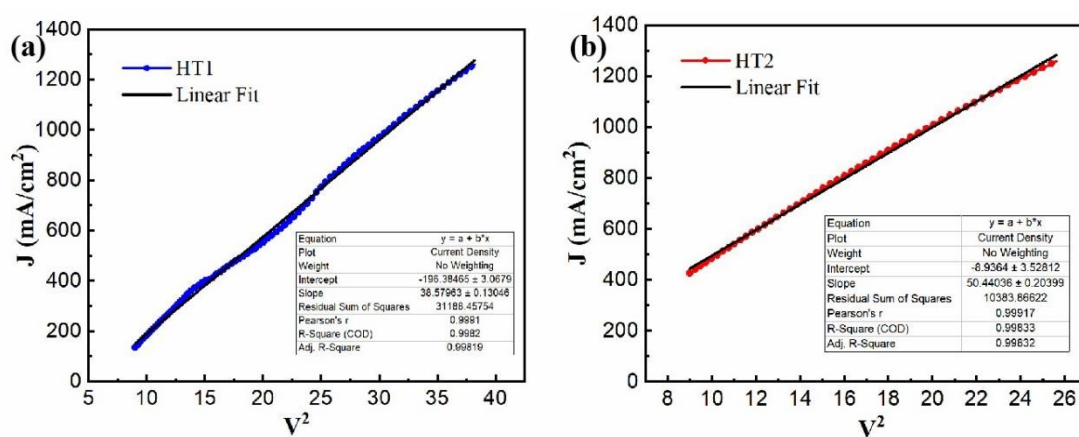 (a)
HT1
Linear Fit
J (mA/cm²)
1400
1200
1000
800
600
400
200
0
5 10 15 20 25 30 35 40
V²
Equation y = a + b*x
Plot Current Density
Weight No Weighting
Intercept -196.38465 ± 3.0679
Slope 38.57963 ± 0.13046
Residual Sum of Squares 31186.45754
Pearson's r 0.9991
R-Square (COD) 0.9982
Adj. R-Square 0.99819
(b)
HT2
Linear Fit
J (mA/cm²)
1400
1200
1000
800
600
400
200
0
8 10 12 14 16 18 20 22 24 26
V²
Equation y = a + b*x
Plot Current Density
Weight No Weighting
Intercept -8.9364 ± 3.52812
Slope 50.44036 ± 0.20399
Residual Sum of Squares 10383.66622
Pearson's r 0.99917
R-Square (COD) 0.99833
Adj. R-Square 0.99832